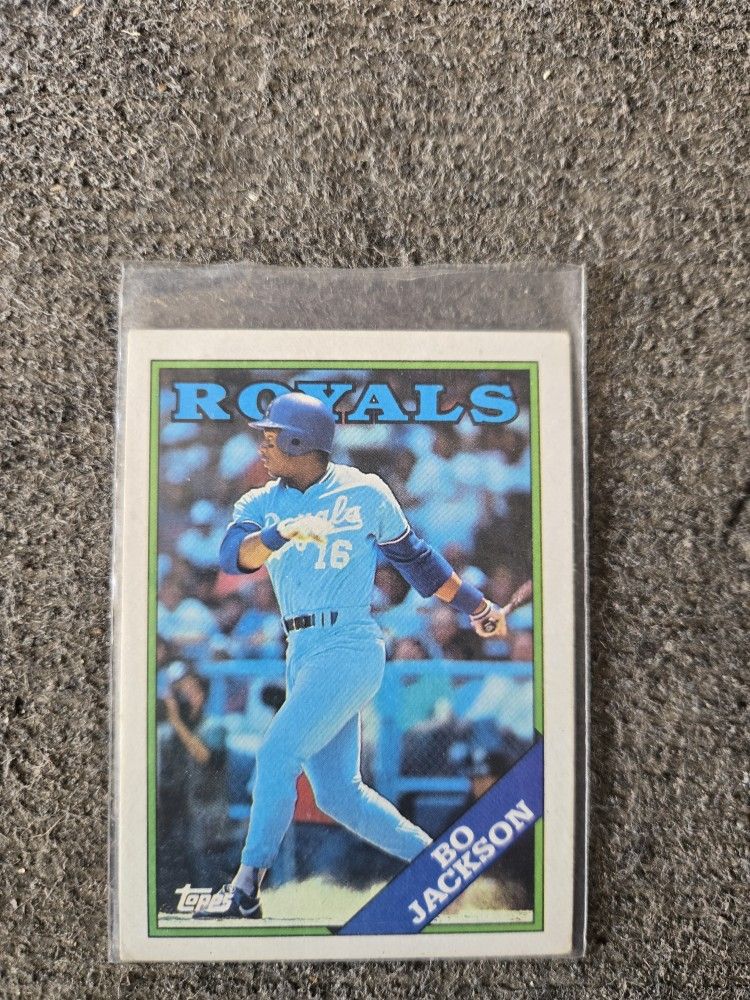 ROYALS
Royals
16
BO
JACKSON
Topps